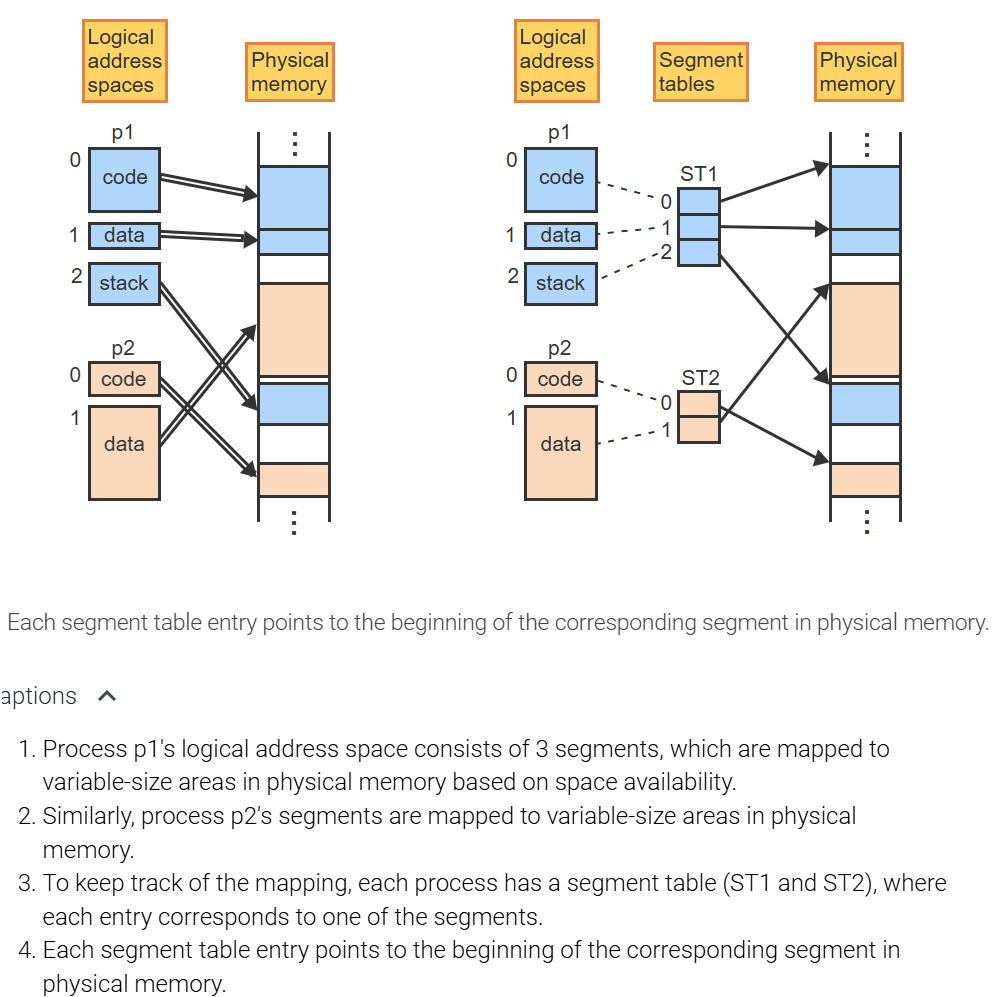 Logical
address
spaces
Physical
memory
p1
0
code
1
data
2
stack
p2
0
code
1
data
Logical
address
spaces
Segment
tables
Physical
memory
p1
0
code
1
data
2
stack
ST1
0
1
2
p2
0
code
1
data
ST2
0
1
Each segment table entry points to the beginning of the corresponding segment in physical memory.
aptions
1. Process p1's logical address space consists of 3 segments, which are mapped to
variable-size areas in physical memory based on space availability.
2. Similarly, process p2's segments are mapped to variable-size areas in physical
memory.
3. To keep track of the mapping, each process has a segment table (ST1 and ST2), where
each entry corresponds to one of the segments.
4. Each segment table entry points to the beginning of the corresponding segment in
physical memory.